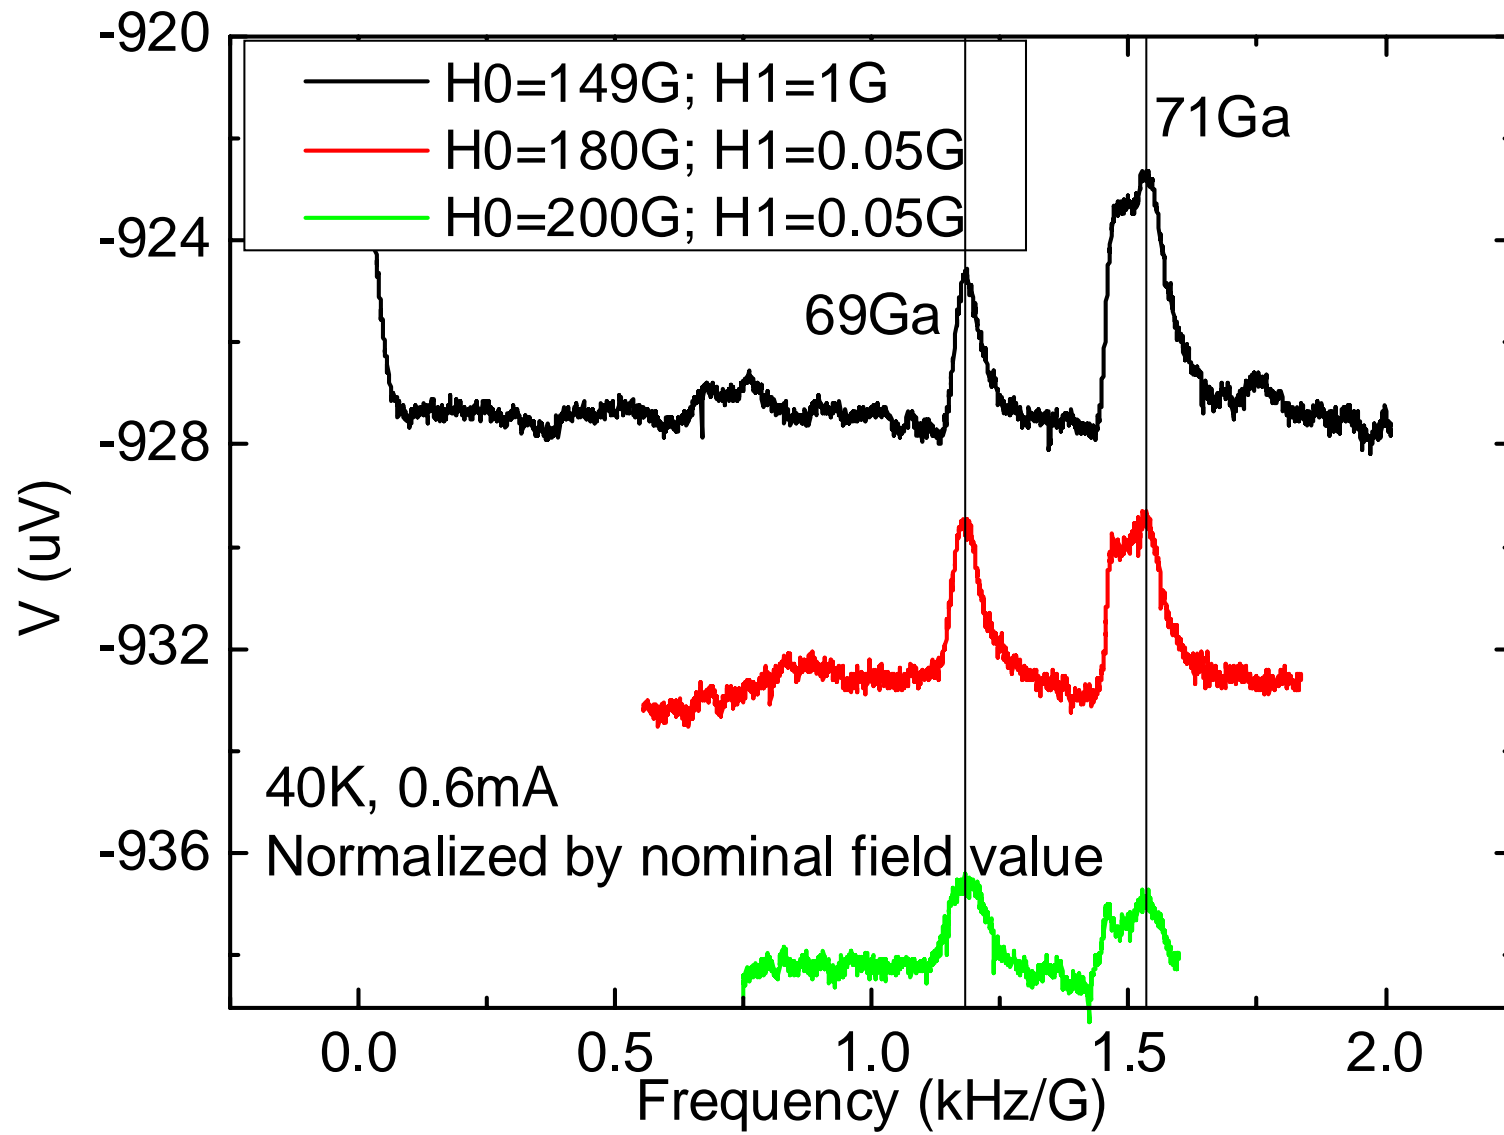 -920
-924
-928
-932
-936
V (uV)
H0=149G; H1=1G
H0=180G; H1=0.05G
H0=200G; H1=0.05G
71Ga
69Ga
40K, 0.6mA
Normalized by nominal field value
0.0 0.5 1.0 1.5 2.0
Frequency (kHz/G)